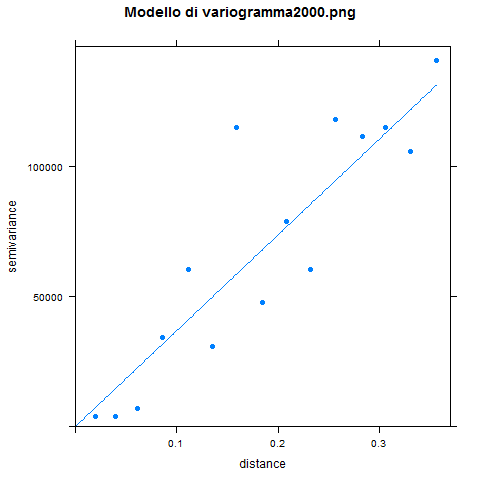 Modello di variogramma2000.png
100000
50000
semivariance
0.1 0.2 0.3
distance